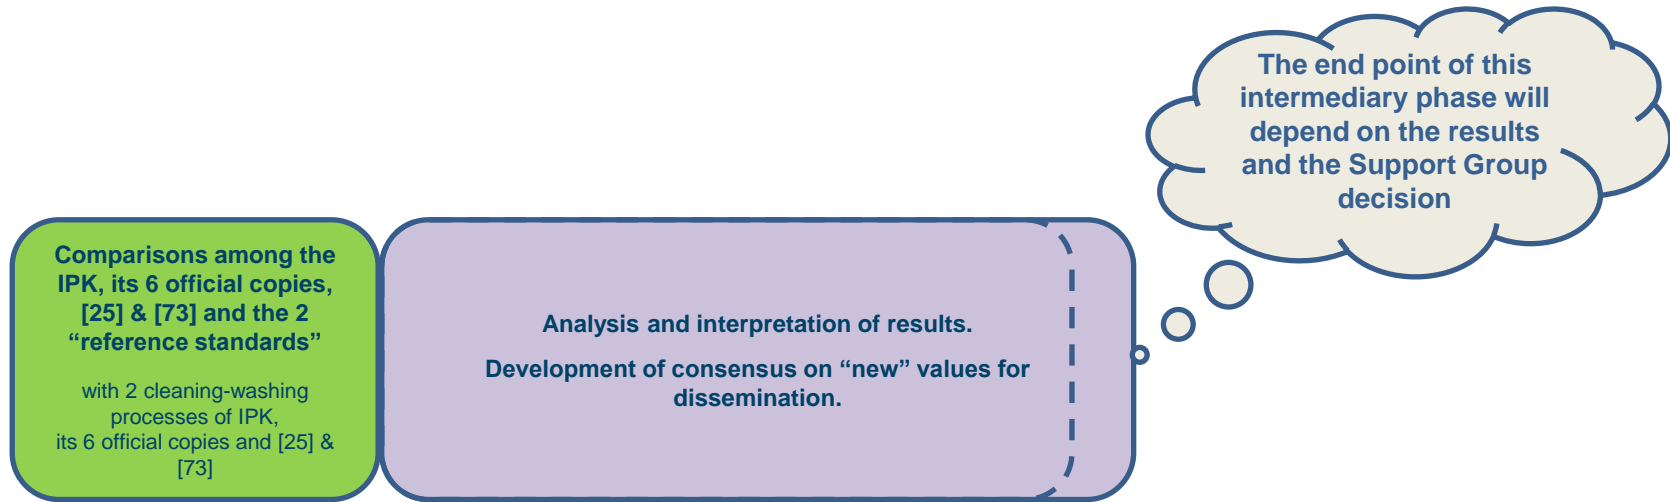 The end point of this
intermediary phase will
depend on the results
and the Support Group
decision
Comparisons among the
IPK, its 6 official copies,
[25] & [73] and the 2
“reference standards”
with 2 cleaning-washing
processes of IPK,
its 6 official copies and [25] &
[73]
Analysis and interpretation of results.
Development of consensus on “new” values for
dissemination.